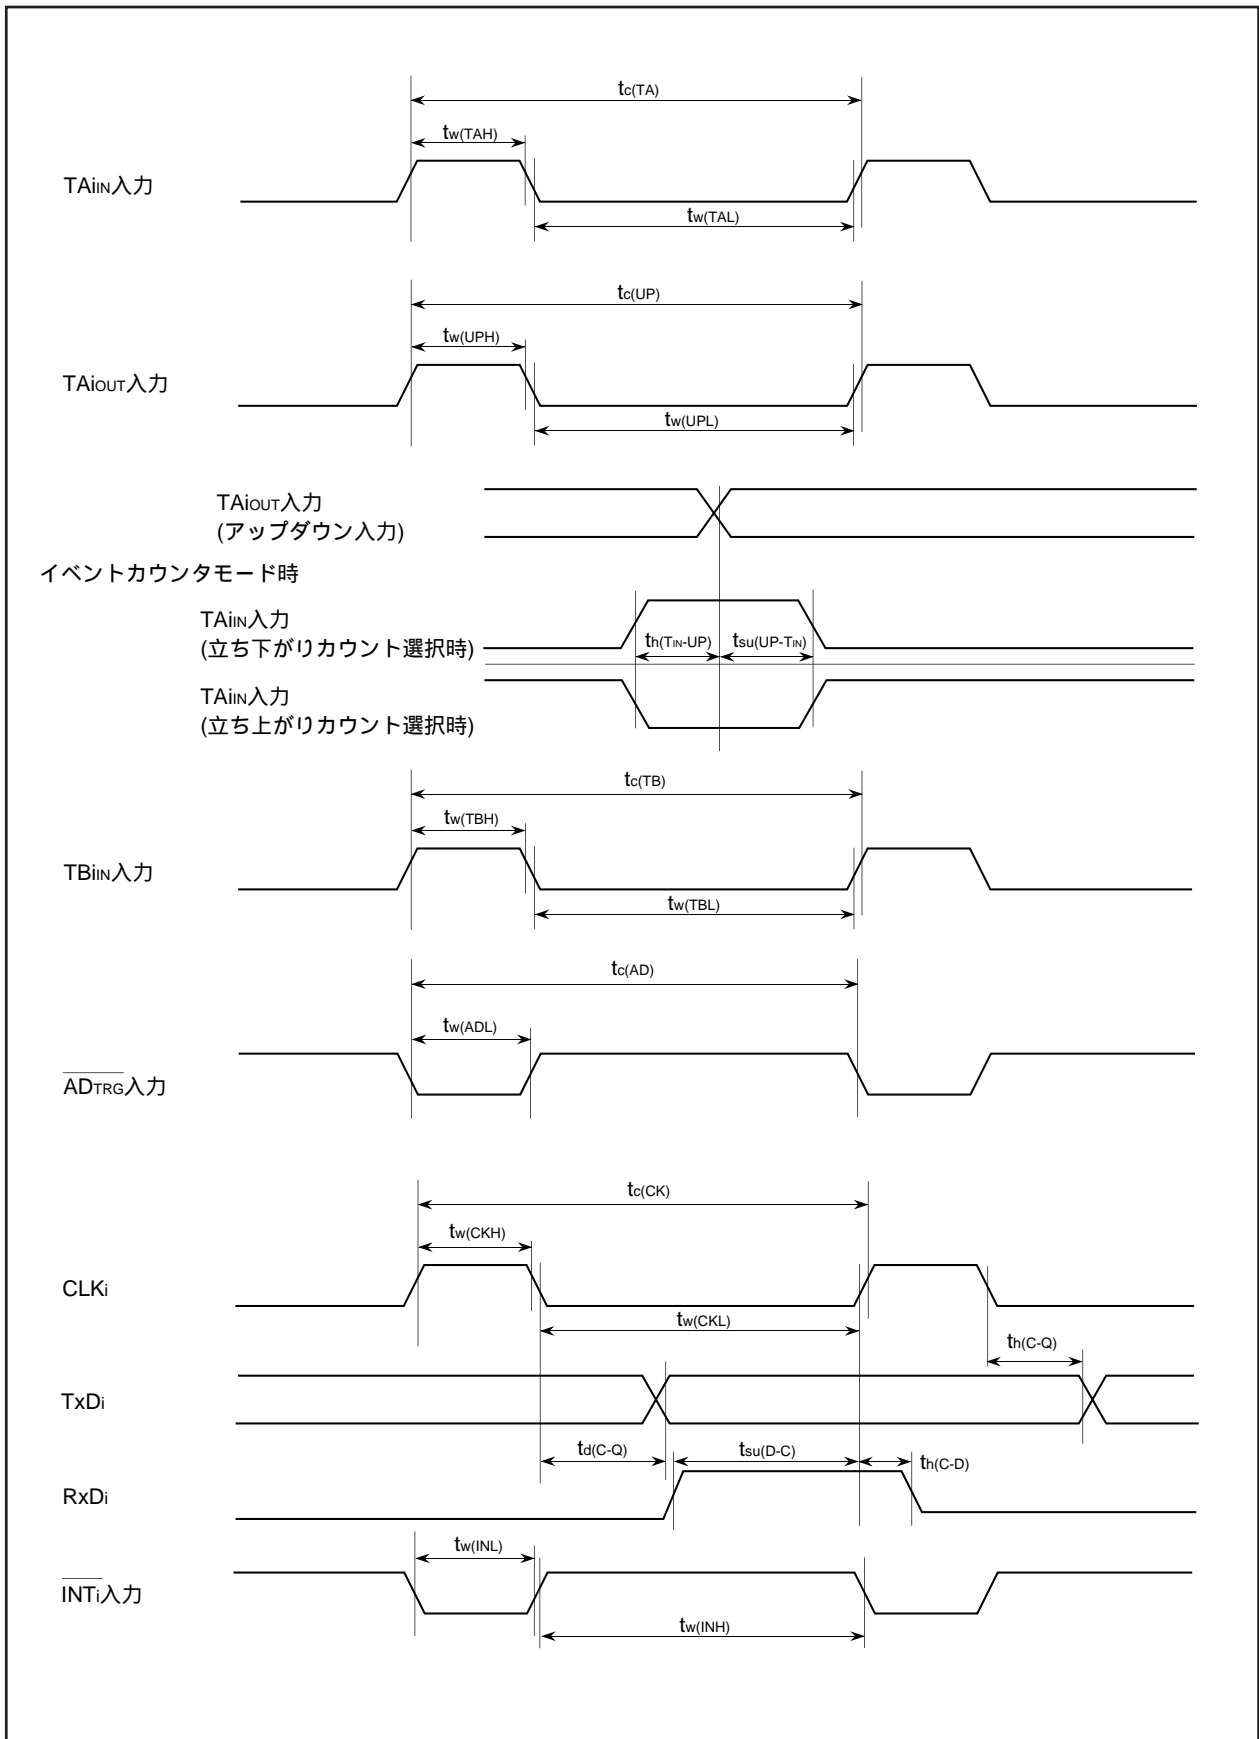 tc(TA)
tw(TAH)
TAiIN入力
tw(TAL)
tc(UP)
tw(UPH)
TAiOUT入力
tw(UPL)
TAiOUT入力
(アップダウン入力)
イベントカウンタモード時
TAiIN入力
(立ち下がりカウント選択時)
th(TIN-UP)
tsu(UP-TIN)
TAiIN入力
(立ち上がりカウント選択時)
tc(TB)
tw(TBH)
TBiIN入力
tw(TBL)
tc(AD)
tw(ADL)
ADTRG入力
tc(CK)
tw(CKH)
CLKi
tw(CKL)
th(C-Q)
TxDi
td(C-Q)
tsu(D-C)
th(C-D)
RxDi
tw(INL)
INTi入力
tw(INH)